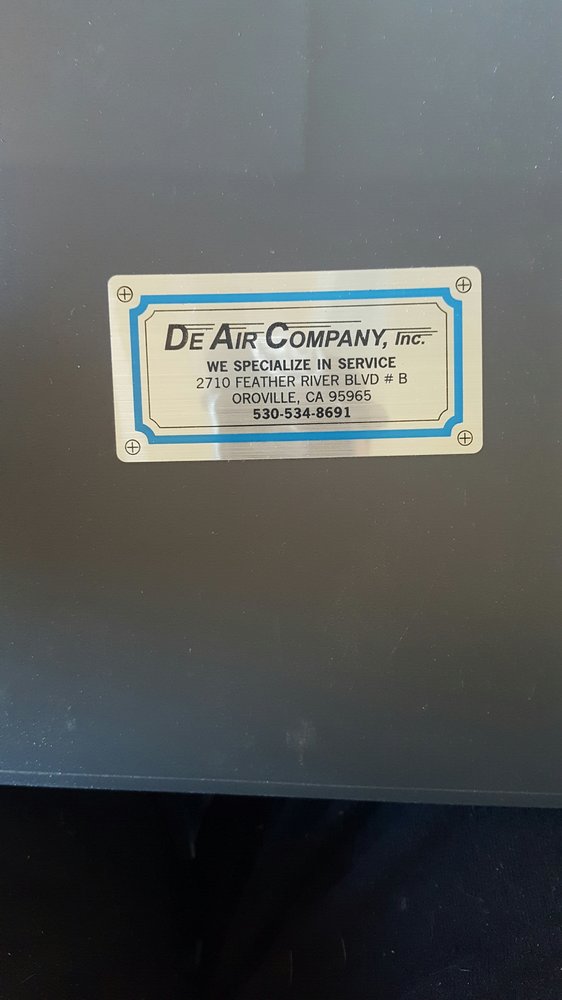 DE AIR COMPANY, Inc.
WE SPECIALIZE IN SERVICE
2710 FEATHER RIVER BLVD # B
OROVILLE, CA 95965
530-534-8691